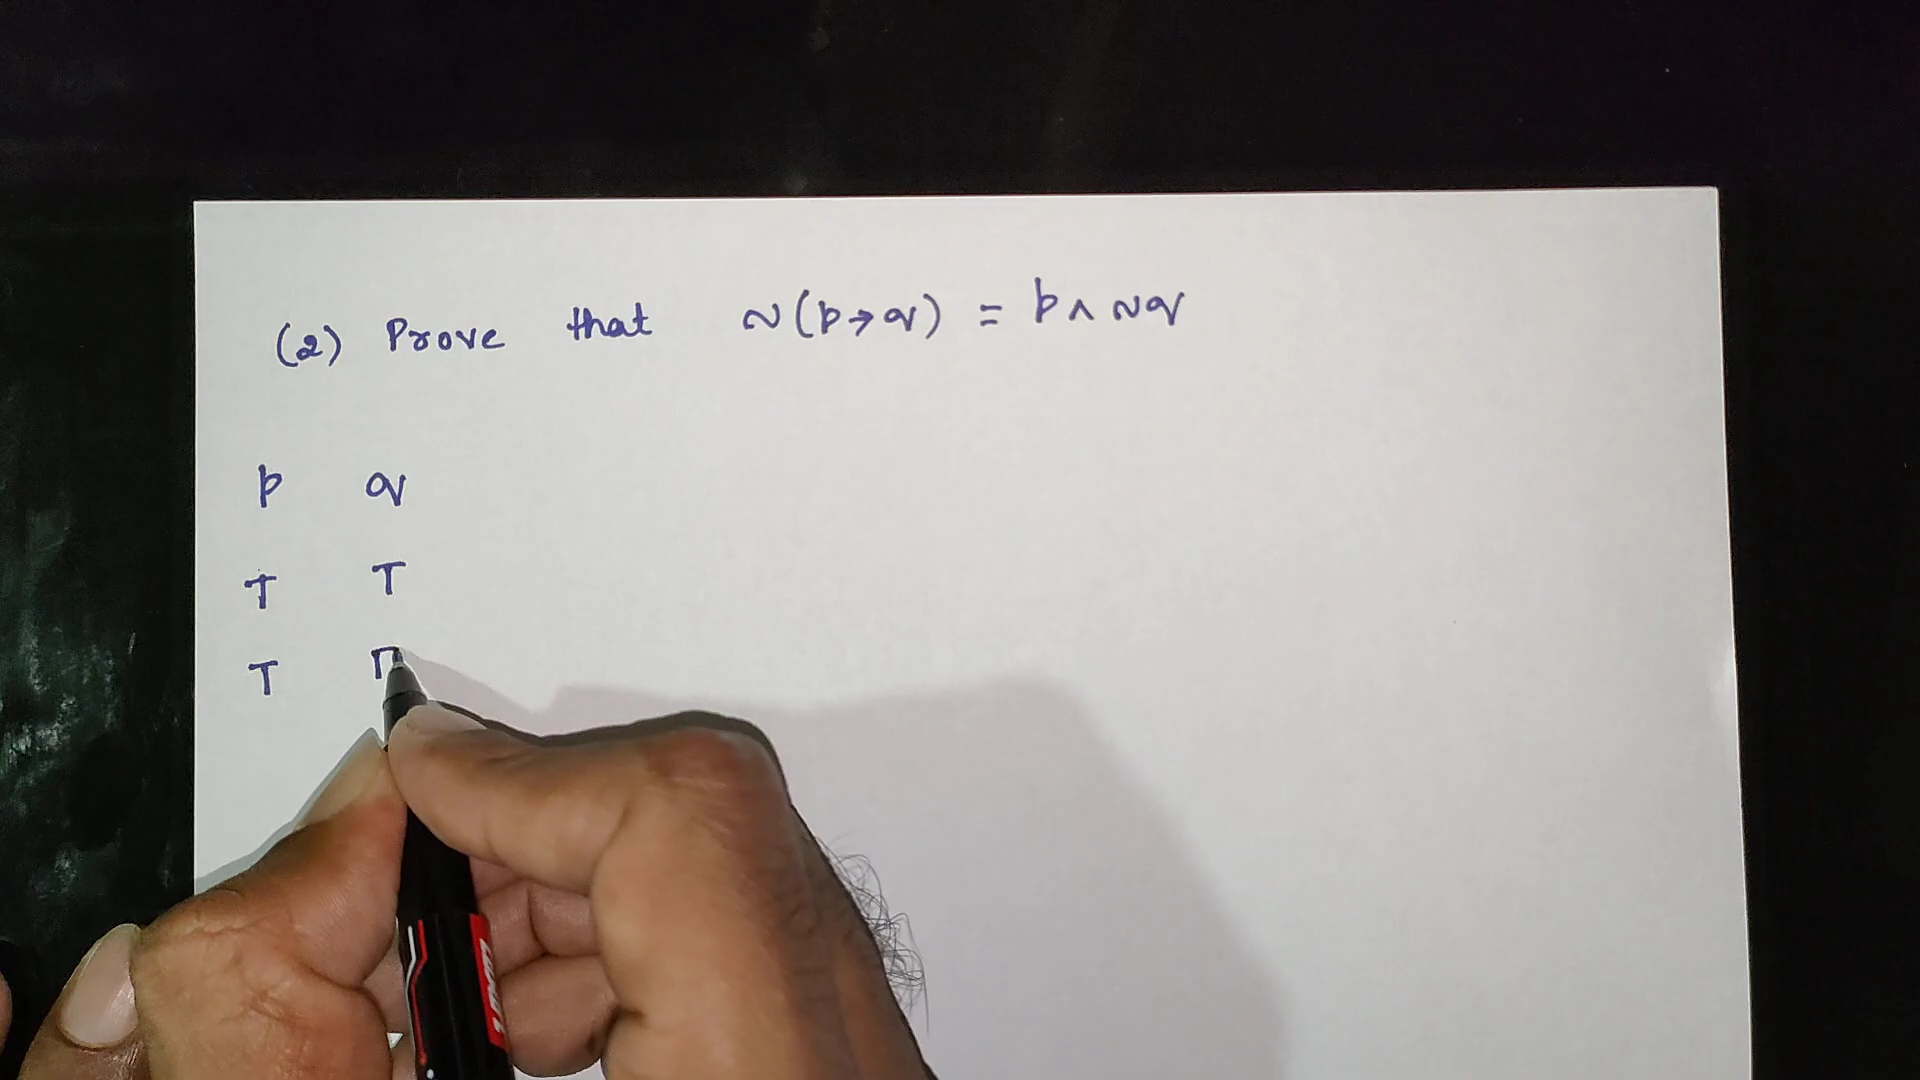 (2) Prove that ~(p→q) = p∧~q
p q
T T
T